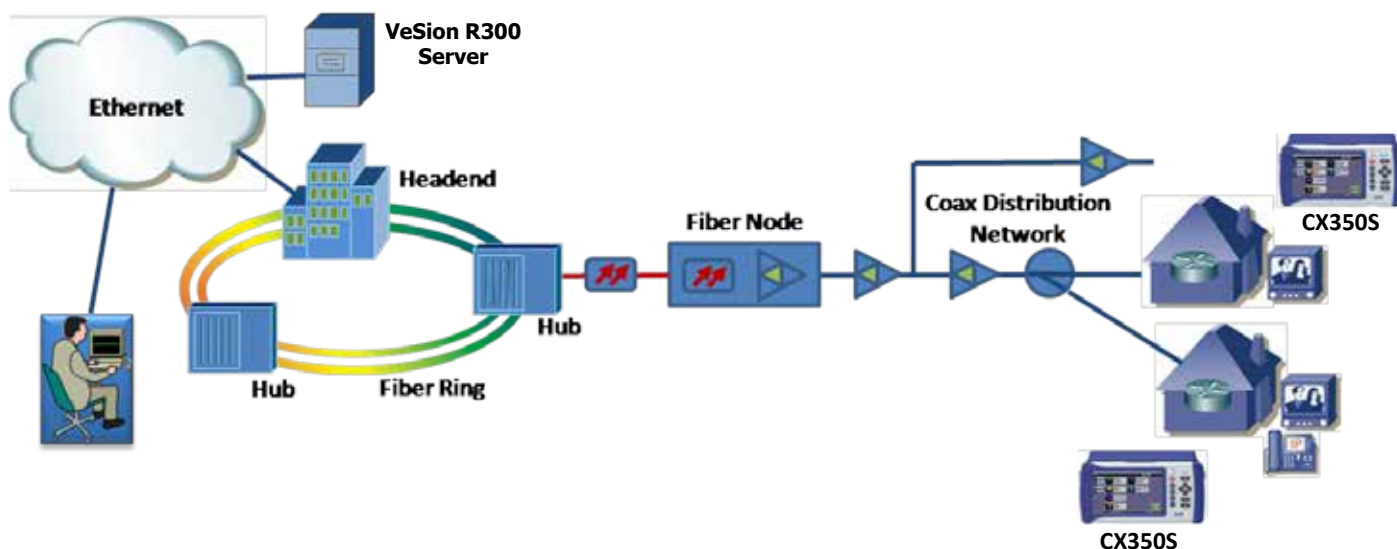 VeSion R300
Server
Ethernet
Headend
Fiber Node
Coax Distribution
Network
CX350S
Hub
Hub
Fiber Ring
CX350S